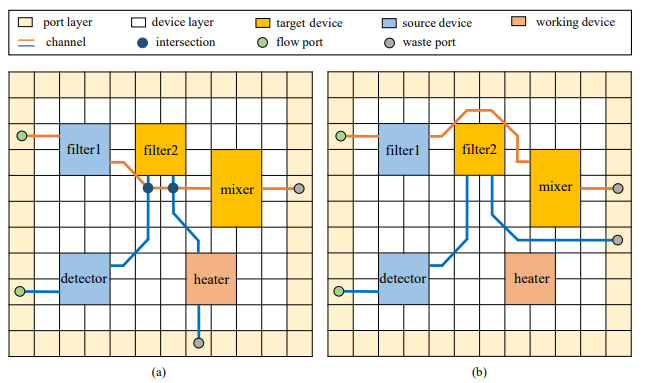 port layer device layer target device source device working device
channel intersection flow port waste port
filter1 filter2 mixer detector heater
filter1 filter2 mixer detector heater
(a) (b)